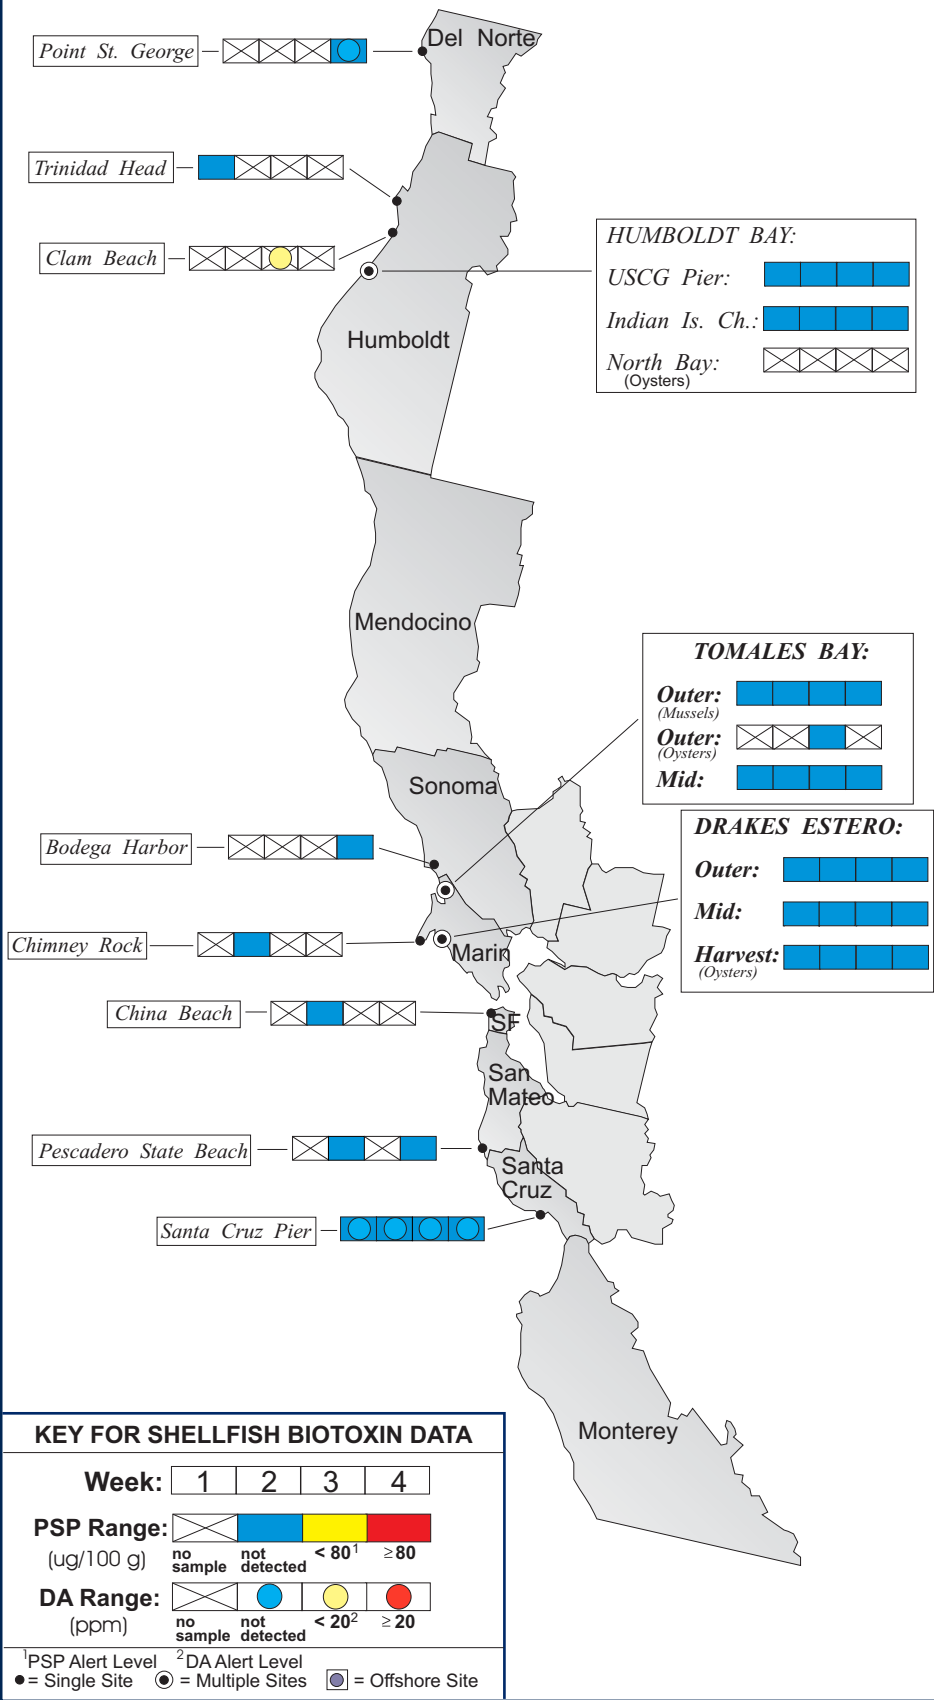 Del Norte
Point St. George
Trinidad Head
Clam Beach
HUMBOLDT BAY:
USCG Pier:
Indian Is. Ch.:
North Bay:
(Oysters)
Humboldt
Mendocino
TOMALES BAY:
Outer:
(Mussels)
Outer:
(Oysters)
Mid:
Sonoma
DRAKES ESTERO:
Outer:
Mid:
Harvest:
(Oysters)
Bodega Harbor
Chimney Rock
Marin
China Beach
SF
San
Mateo
Pescadero State Beach
Santa
Cruz
Santa Cruz Pier
Monterey
KEY FOR SHELLFISH BIOTOXIN DATA
Week: 1 2 3 4
PSP Range:
(ug/100 g) no sample not detected < 80¹ ≥80
DA Range:
(ppm) no sample not detected < 20² ≥ 20
¹PSP Alert Level ²DA Alert Level
= Single Site = Multiple Sites = Offshore Site